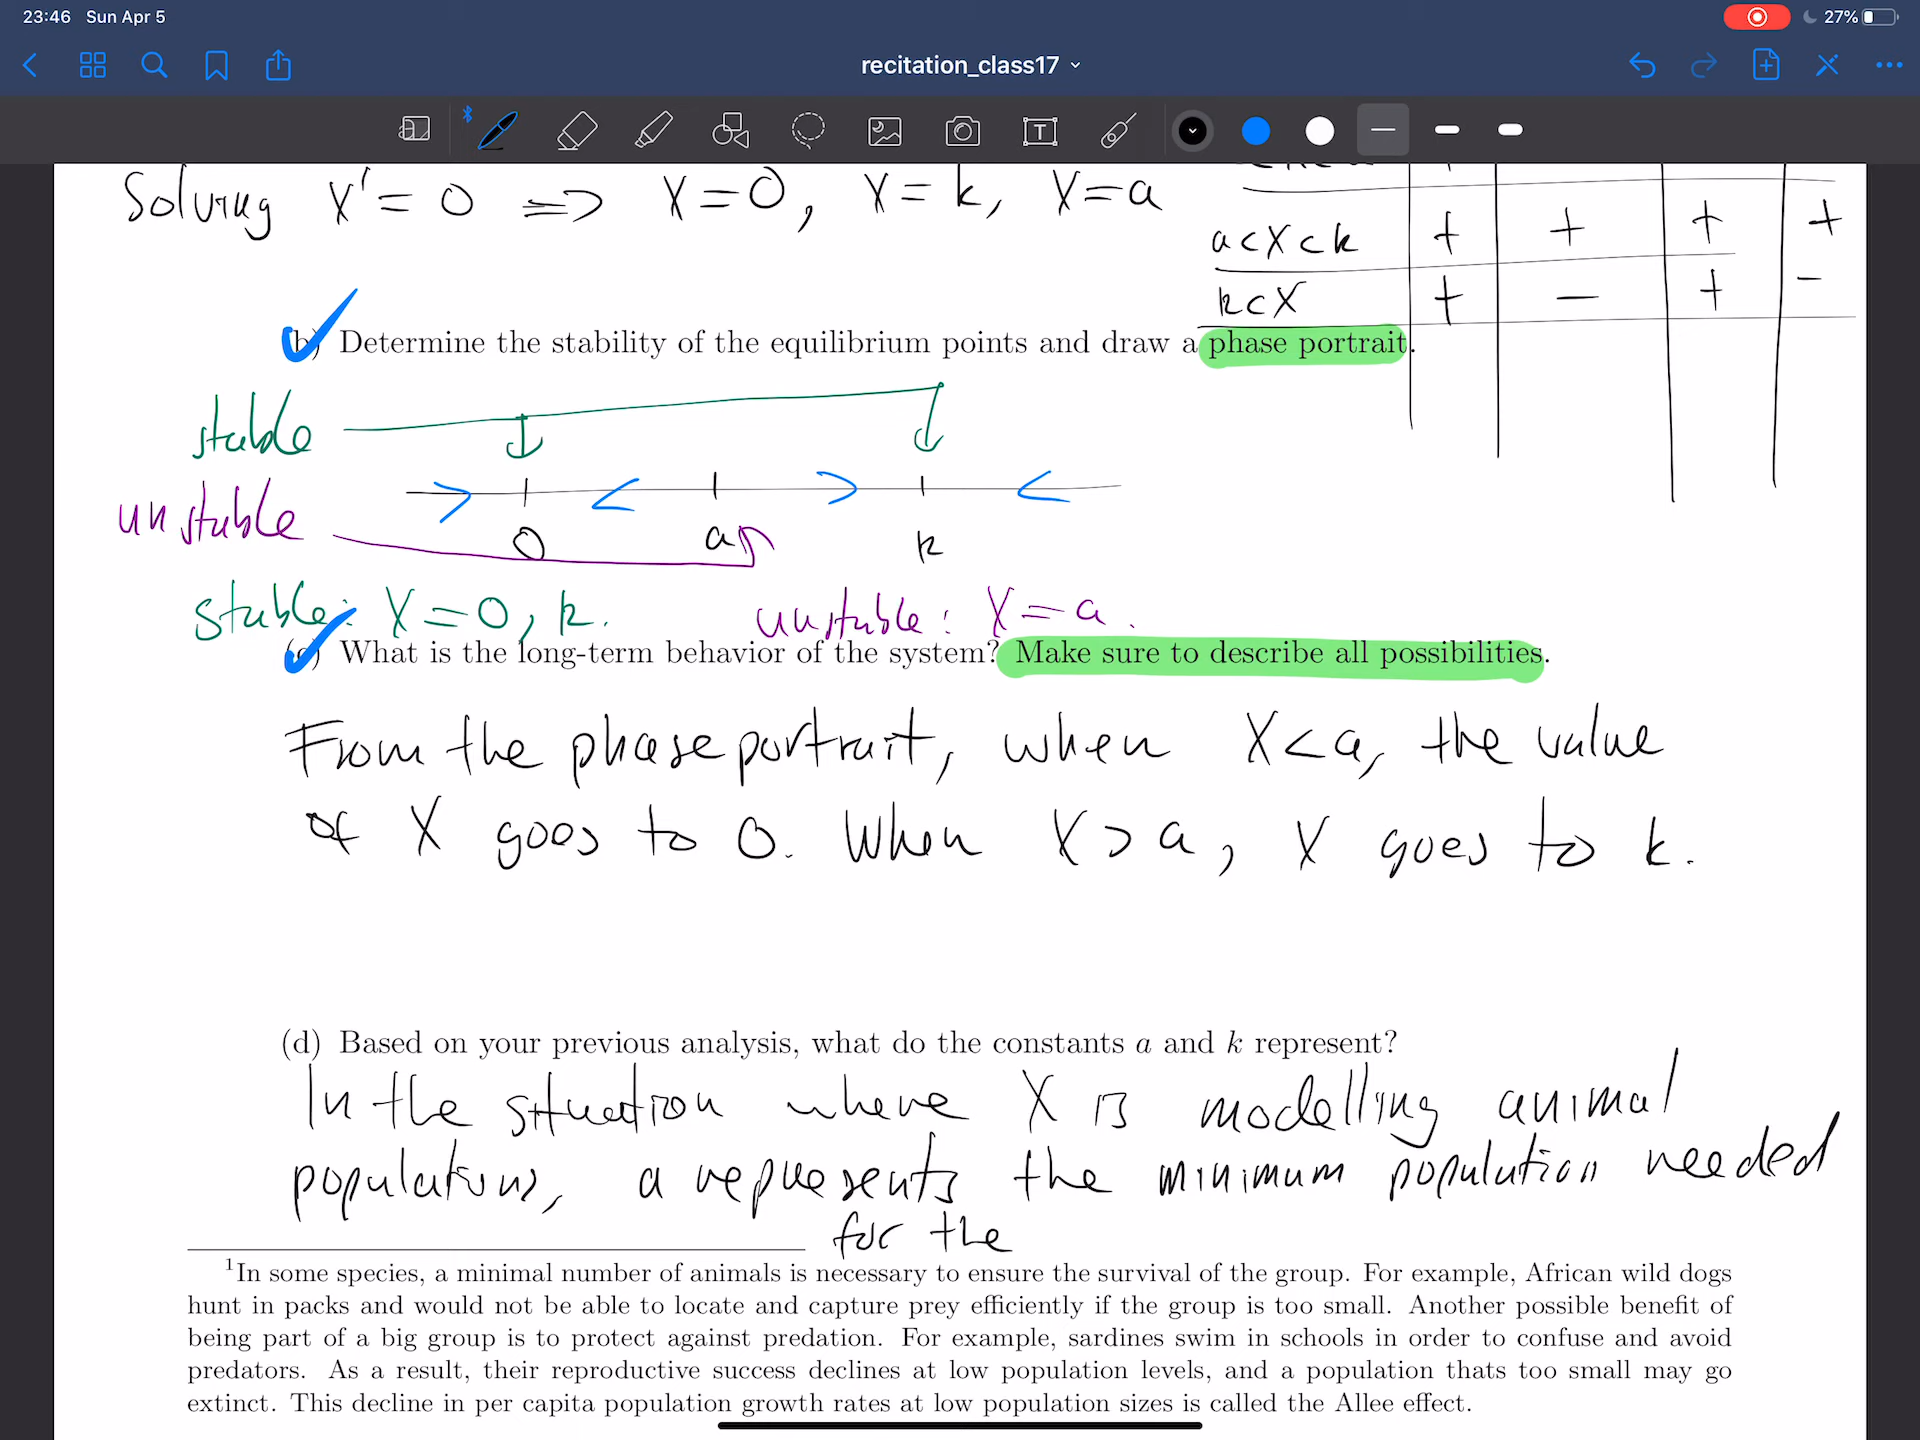 23:46 Sun Apr 5
27%
recitation_class17
Solving X' = 0 => X=0, X=k, X=a
a<X<k + + + +
k<X + − + −
b) Determine the stability of the equilibrium points and draw a phase portrait.
stable
unstable
0 a k
stable: X=0, k. unstable: X=a.
(c) What is the long-term behavior of the system? Make sure to describe all possibilities.
From the phase portrait, when X<a, the value
of X goes to 0. When X>a, X goes to k.
(d) Based on your previous analysis, what do the constants a and k represent?
In the situation where X is modelling animal
populations, a represents the minimum population needed
for the
1In some species, a minimal number of animals is necessary to ensure the survival of the group. For example, African wild dogs
hunt in packs and would not be able to locate and capture prey efficiently if the group is too small. Another possible benefit of
being part of a big group is to protect against predation. For example, sardines swim in schools in order to confuse and avoid
predators. As a result, their reproductive success declines at low population levels, and a population thats too small may go
extinct. This decline in per capita population growth rates at low population sizes is called the Allee effect.